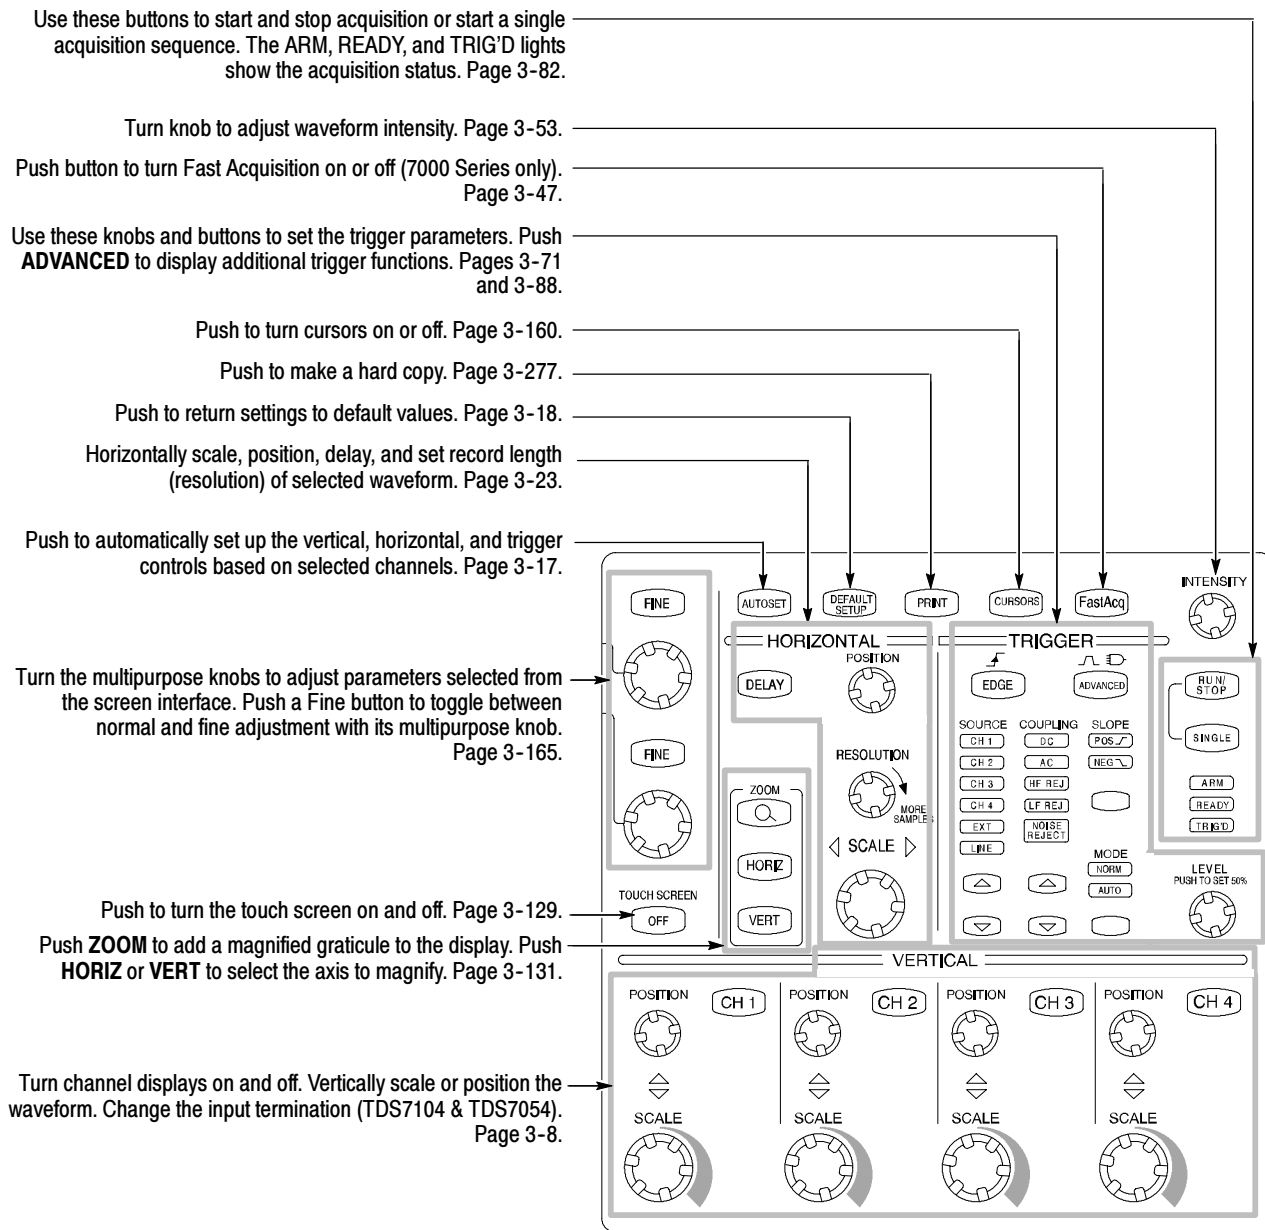 Use these buttons to start and stop acquisition or start a single
acquisition sequence. The ARM, READY, and TRIG'D lights
show the acquisition status. Page 3-82.
Turn knob to adjust waveform intensity. Page 3-53.
Push button to turn Fast Acquisition on or off (7000 Series only).
Page 3-47.
Use these knobs and buttons to set the trigger parameters. Push
ADVANCED to display additional trigger functions. Pages 3-71
and 3-88.
Push to turn cursors on or off. Page 3-160.
Push to make a hard copy. Page 3-277.
Push to return settings to default values. Page 3-18.
Horizontally scale, position, delay, and set record length
(resolution) of selected waveform. Page 3-23.
Push to automatically set up the vertical, horizontal, and trigger
controls based on selected channels. Page 3-17.
Turn the multipurpose knobs to adjust parameters selected from
the screen interface. Push a Fine button to toggle between
normal and fine adjustment with its multipurpose knob.
Page 3-165.
Push to turn the touch screen on and off. Page 3-129.
Push ZOOM to add a magnified graticule to the display. Push
HORIZ or VERT to select the axis to magnify. Page 3-131.
Turn channel displays on and off. Vertically scale or position the
waveform. Change the input termination (TDS7104 & TDS7054).
Page 3-8.
FINE
FINE
TOUCH SCREEN
OFF
AUTOSET
DEFAULT
SETUP
PRINT
CURSORS
FastAcq
INTENSITY
HORIZONTAL
POSITION
DELAY
RESOLUTION
MORE
SAMPLES
SCALE
ZOOM
HORIZ
VERT
TRIGGER
EDGE
ADVANCED
SOURCE
CH 1
CH 2
CH 3
CH 4
EXT
LINE
COUPLING
DC
AC
HF REJ
LF REJ
NOISE
REJECT
SLOPE
POS
NEG
MODE
NORM
AUTO
RUN/
STOP
SINGLE
ARM
READY
TRIG'D
LEVEL
PUSH TO SET 50%
VERTICAL
POSITION
CH 1
POSITION
CH 2
POSITION
CH 3
POSITION
CH 4
SCALE
SCALE
SCALE
SCALE